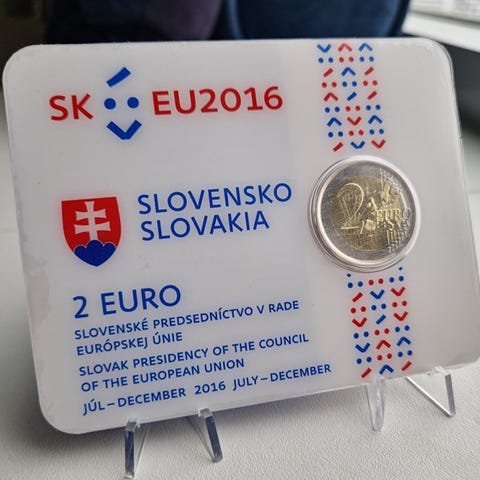 SK EU2016
SLOVENSKO
SLOVAKIA
2 EURO
2 EURO
SLOVENSKÉ PREDSEDNÍCTVO V RADE
EURÓPSKEJ ÚNIE
SLOVAK PRESIDENCY OF THE COUNCIL
OF THE EUROPEAN UNION
JÚL–DECEMBER 2016 JULY–DECEMBER